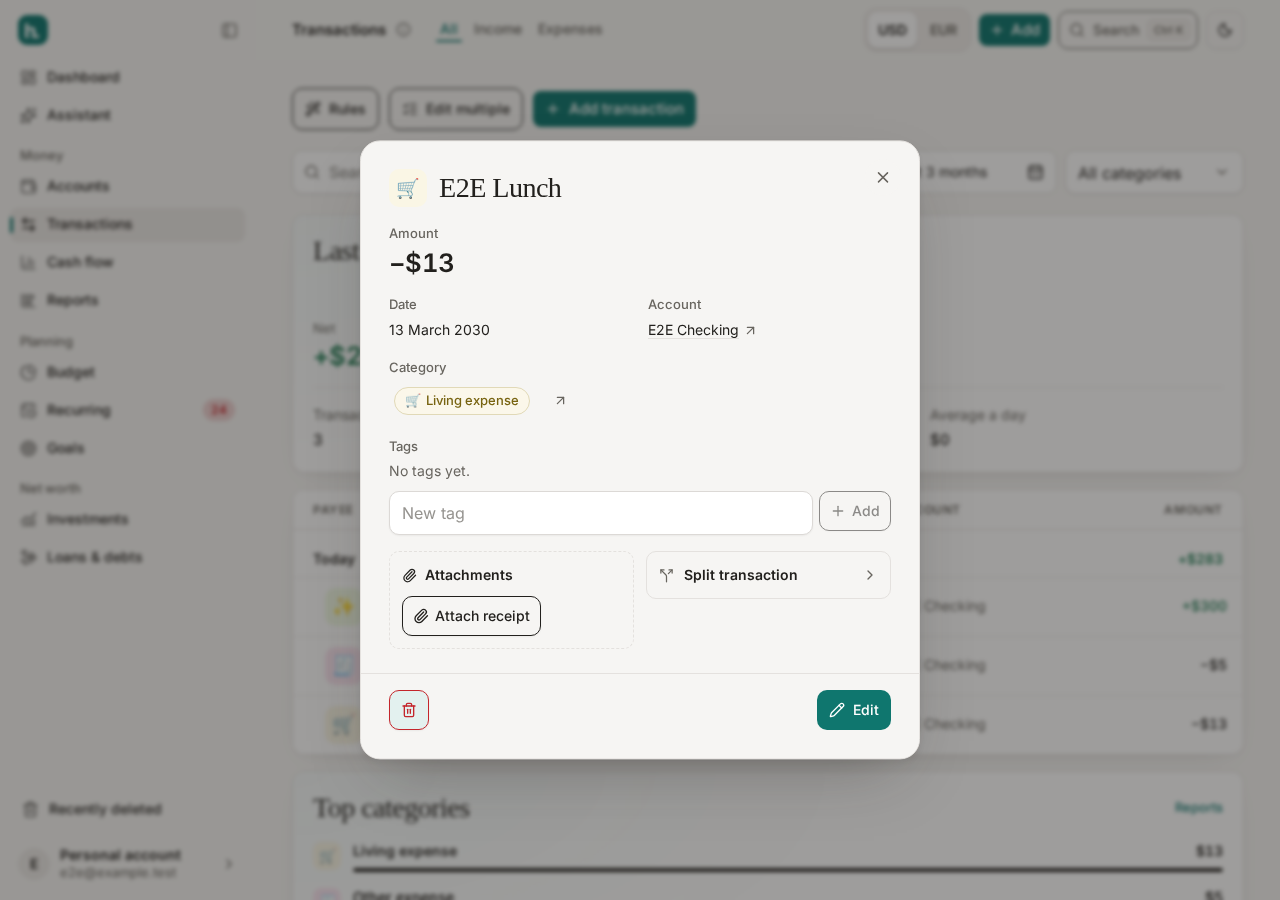 Transactions
All
Income
Expenses
USD
EUR
Add
Search
Ctrl K
Dashboard
Assistant
Money
Accounts
Transactions
Cash flow
Reports
Planning
Budget
Recurring
24
Goals
Net worth
Investments
Loans & debts
Recently deleted
E
Personal account
e2e@example.test
Rules
Edit multiple
Add transaction
3 months
All categories
Last
Net
3
Average a day
$0
PAYEE
AMOUNT
Today
+$283
Checking
+$300
Checking
−$5
Checking
−$13
Top categories
Reports
Living expense
$13
Other expense
$5
E2E Lunch
Amount
−$13
Date
Account
13 March 2030
E2E Checking
Category
Living expense
Tags
No tags yet.
New tag
Add
Attachments
Split transaction
Attach receipt
Edit